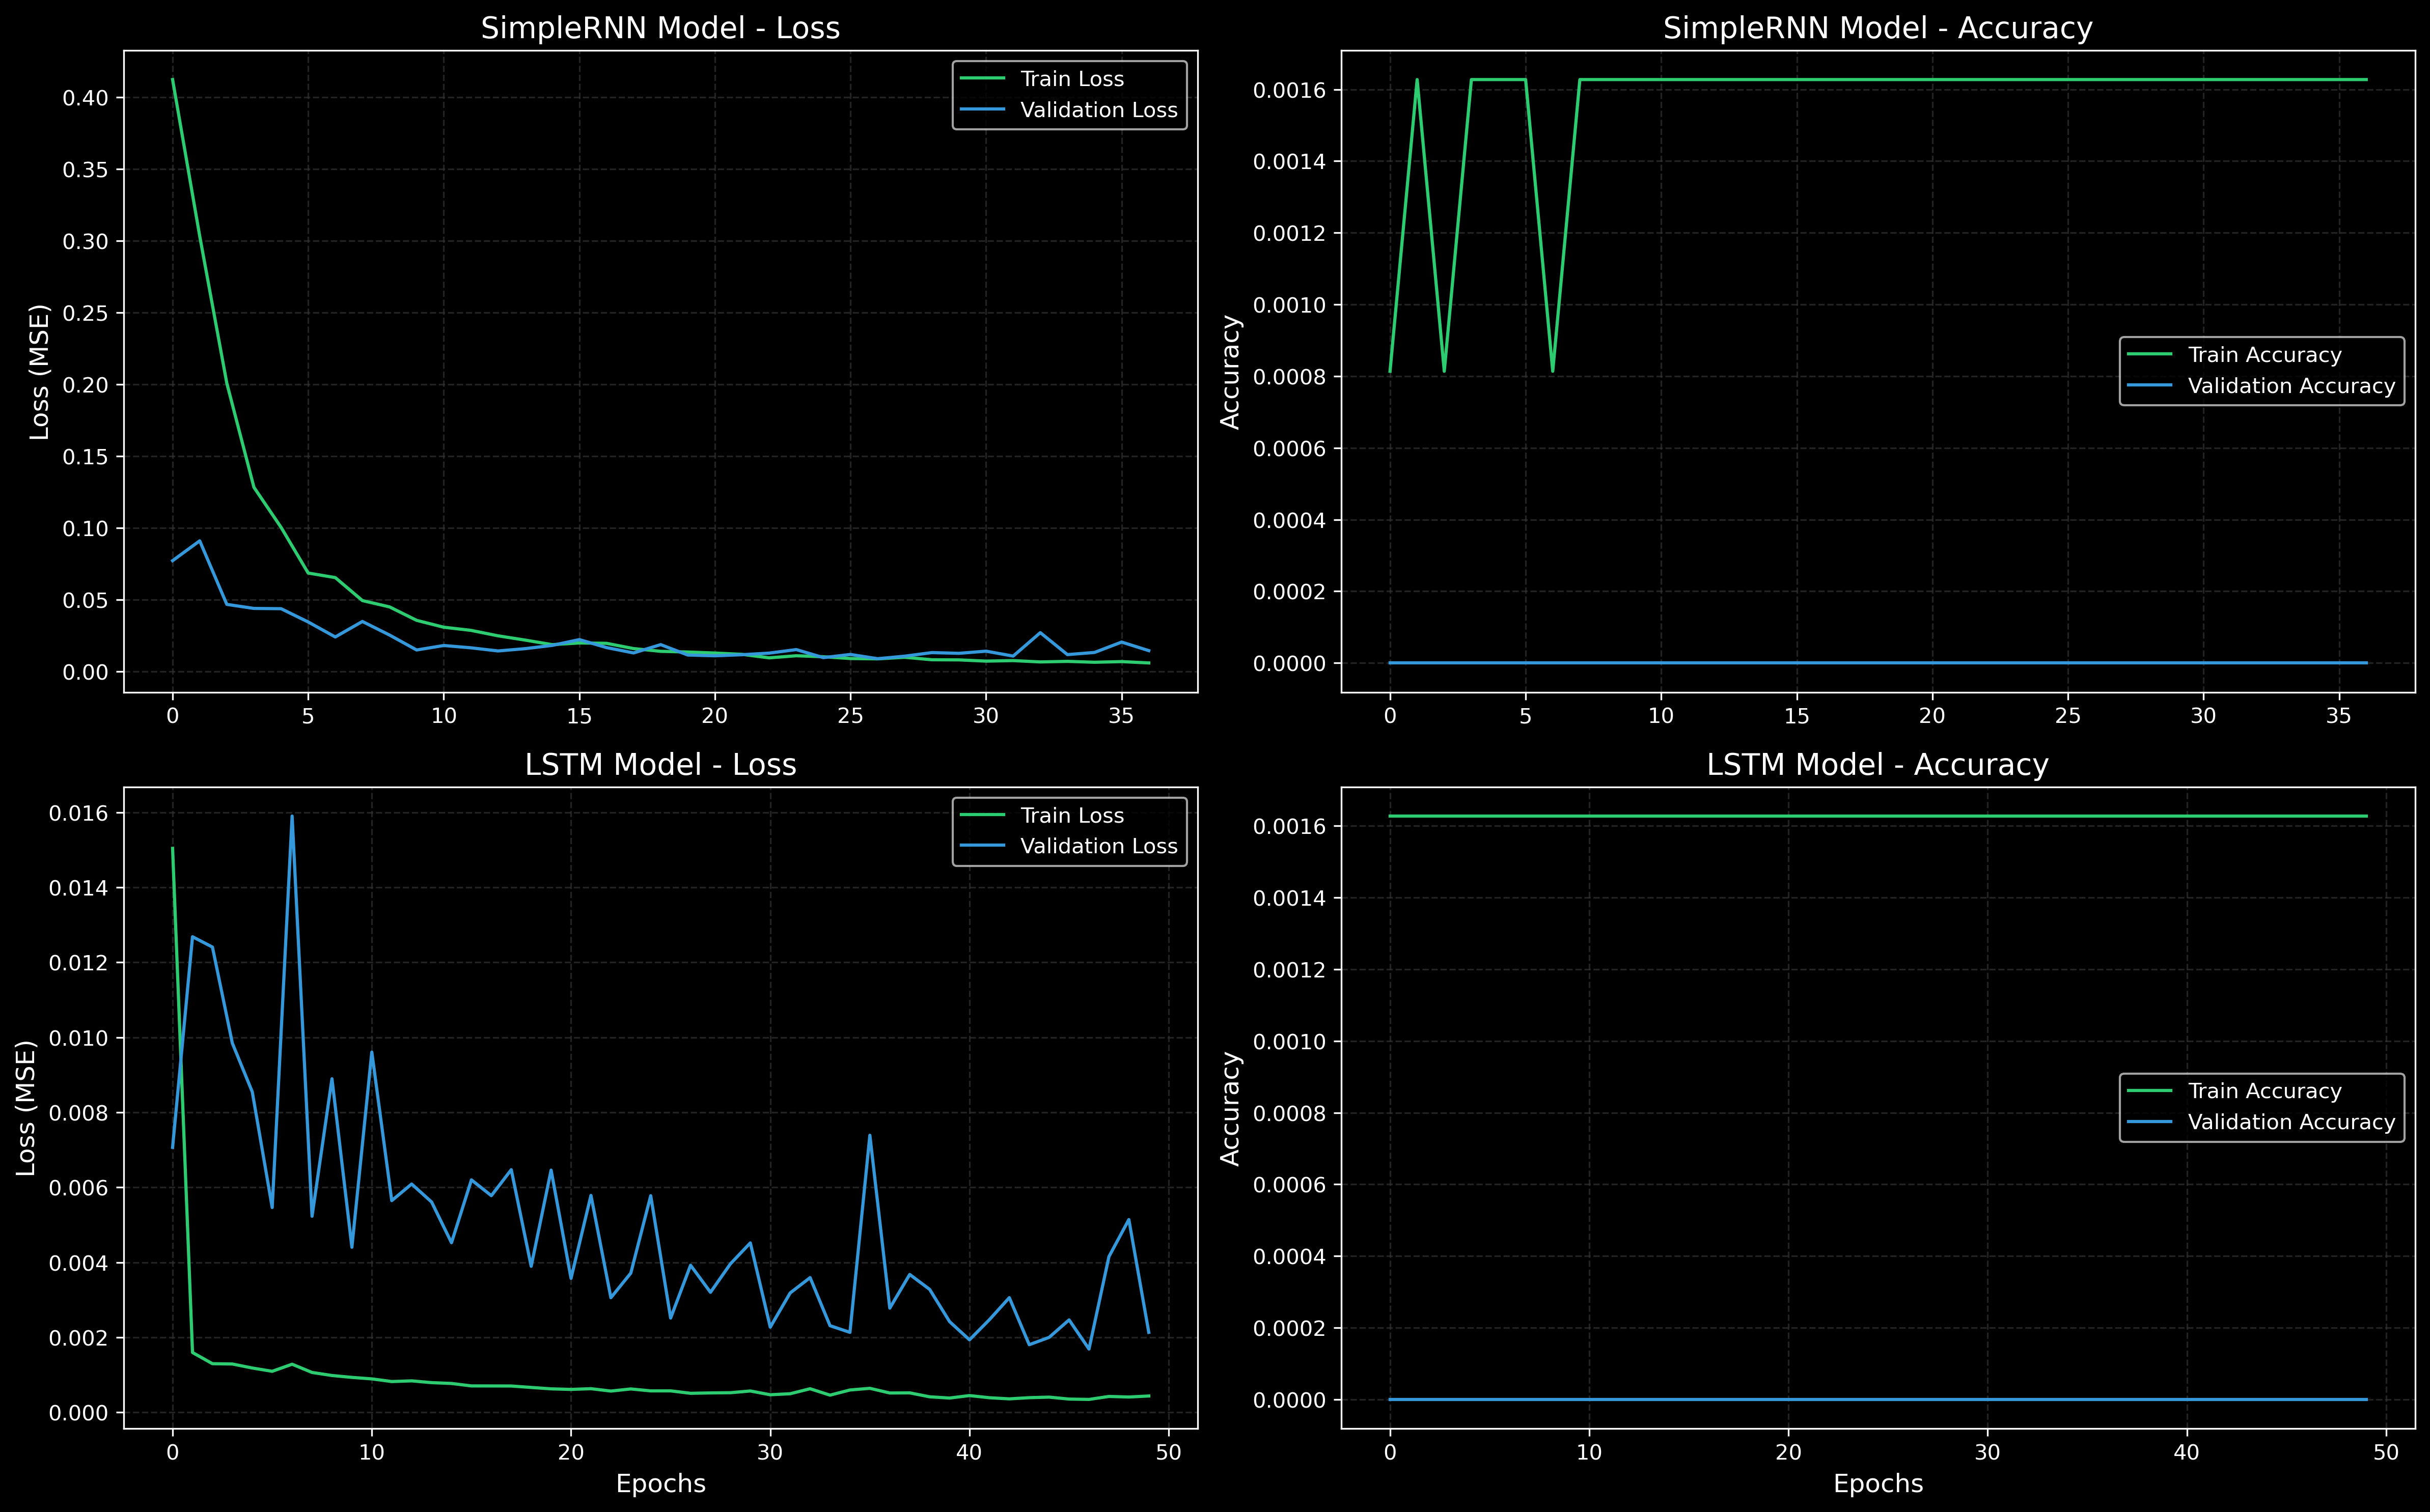 SimpleRNN Model - Loss
Loss (MSE)
0.40
0.35
0.30
0.25
0.20
0.15
0.10
0.05
0.00
Train Loss
Validation Loss
0 5 10 15 20 25 30 35
SimpleRNN Model - Accuracy
Accuracy
0.0016
0.0014
0.0012
0.0010
0.0008
0.0006
0.0004
0.0002
0.0000
Train Accuracy
Validation Accuracy
0 5 10 15 20 25 30 35
LSTM Model - Loss
Loss (MSE)
0.016
0.014
0.012
0.010
0.008
0.006
0.004
0.002
0.000
Train Loss
Validation Loss
0 10 20 30 40 50
Epochs
LSTM Model - Accuracy
Accuracy
0.0016
0.0014
0.0012
0.0010
0.0008
0.0006
0.0004
0.0002
0.0000
Train Accuracy
Validation Accuracy
0 10 20 30 40 50
Epochs